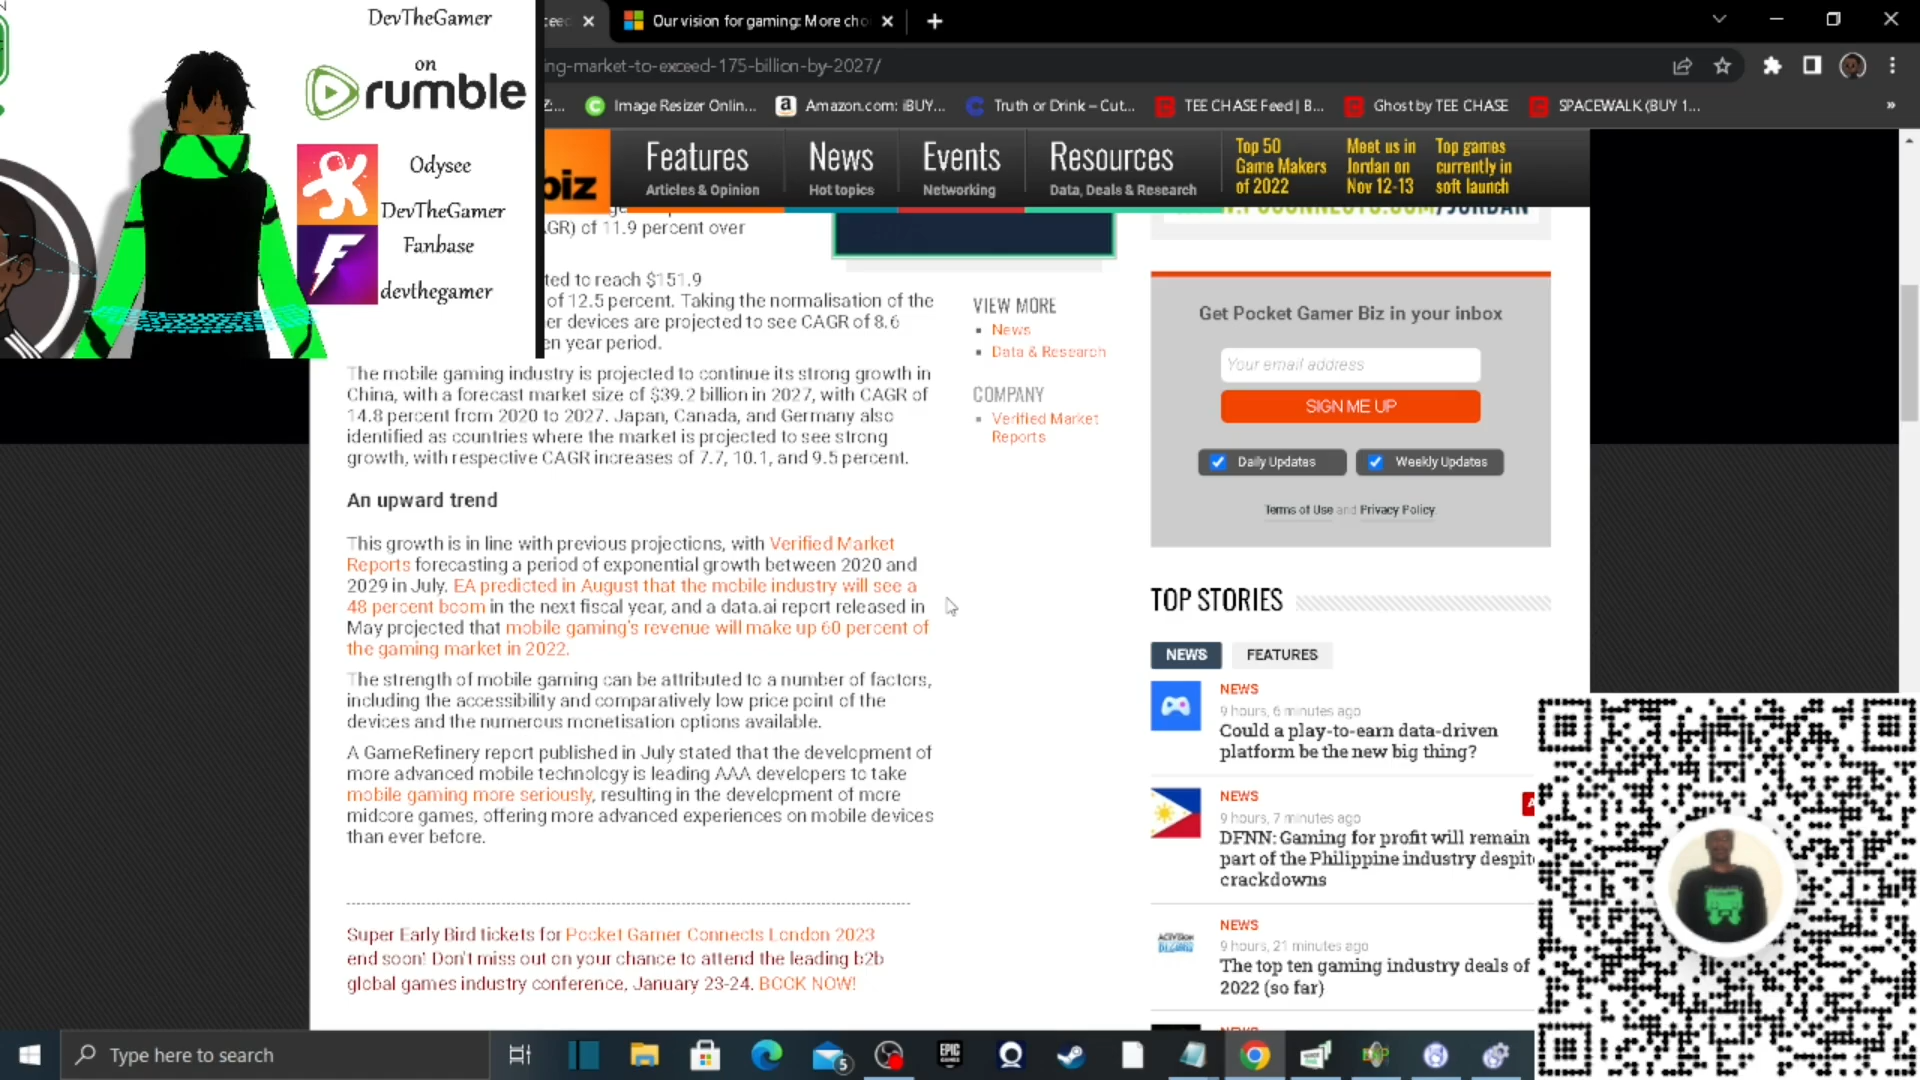 DevTheGamer
on
rumble
Odysee
DevTheGamer
Fanbase
devthegamer
Our vision for gaming: More cho
ng-market-to-exceed-175-billion-by-2027/
Image Resizer Onlin...
Amazon.com: iBUY...
Truth or Drink – Cut...
TEE CHASE Feed | B...
Ghost by TEE CHASE
SPACEWALK (BUY 1...
»
biz
Features
Articles & Opinion
News
Hot topics
Events
Networking
Resources
Data, Deals & Research
Top 50
Game Makers
of 2022
Meet us in
Jordan on
Nov 12-13
Top games
currently in
soft launch
GR) of 11.9 percent over
ted to reach $151.9
of 12.5 percent. Taking the normalisation of the
er devices are projected to see CAGR of 8.6
en year period.
The mobile gaming industry is projected to continue its strong growth in
China, with a forecast market size of $39.2 billion in 2027, with CAGR of
14.8 percent from 2020 to 2027. Japan, Canada, and Germany also
identified as countries where the market is projected to see strong
growth, with respective CAGR increases of 7.7, 10.1, and 9.5 percent.
An upward trend
This growth is in line with previous projections, with Verified Market
Reports forecasting a period of exponential growth between 2020 and
2029 in July. EA predicted in August that the mobile industry will see a
48 percent boom in the next fiscal year, and a data.ai report released in
May projected that mobile gaming's revenue will make up 60 percent of
the gaming market in 2022.
The strength of mobile gaming can be attributed to a number of factors,
including the accessibility and comparatively low price point of the
devices and the numerous monetisation options available.
A GameRefinery report published in July stated that the development of
more advanced mobile technology is leading AAA developers to take
mobile gaming more seriously, resulting in the development of more
midcore games, offering more advanced experiences on mobile devices
than ever before.
Super Early Bird tickets for Pocket Gamer Connects London 2023
end soon! Don't miss out on your chance to attend the leading b2b
global games industry conference, January 23-24. BOOK NOW!
VIEW MORE
News
Data & Research
COMPANY
Verified Market
Reports
Get Pocket Gamer Biz in your inbox
Your email address
SIGN ME UP
Daily Updates
Weekly Updates
Terms of Use and Privacy Policy
TOP STORIES
NEWS
FEATURES
NEWS
9 hours, 6 minutes ago
Could a play-to-earn data-driven
platform be the new big thing?
NEWS
9 hours, 7 minutes ago
DFNN: Gaming for profit will remain
part of the Philippine industry despit
crackdowns
NEWS
9 hours, 21 minutes ago
The top ten gaming industry deals of
2022 (so far)
ACTIVISION
BLIZZARD
Type here to search
5
EPIC
GAMES